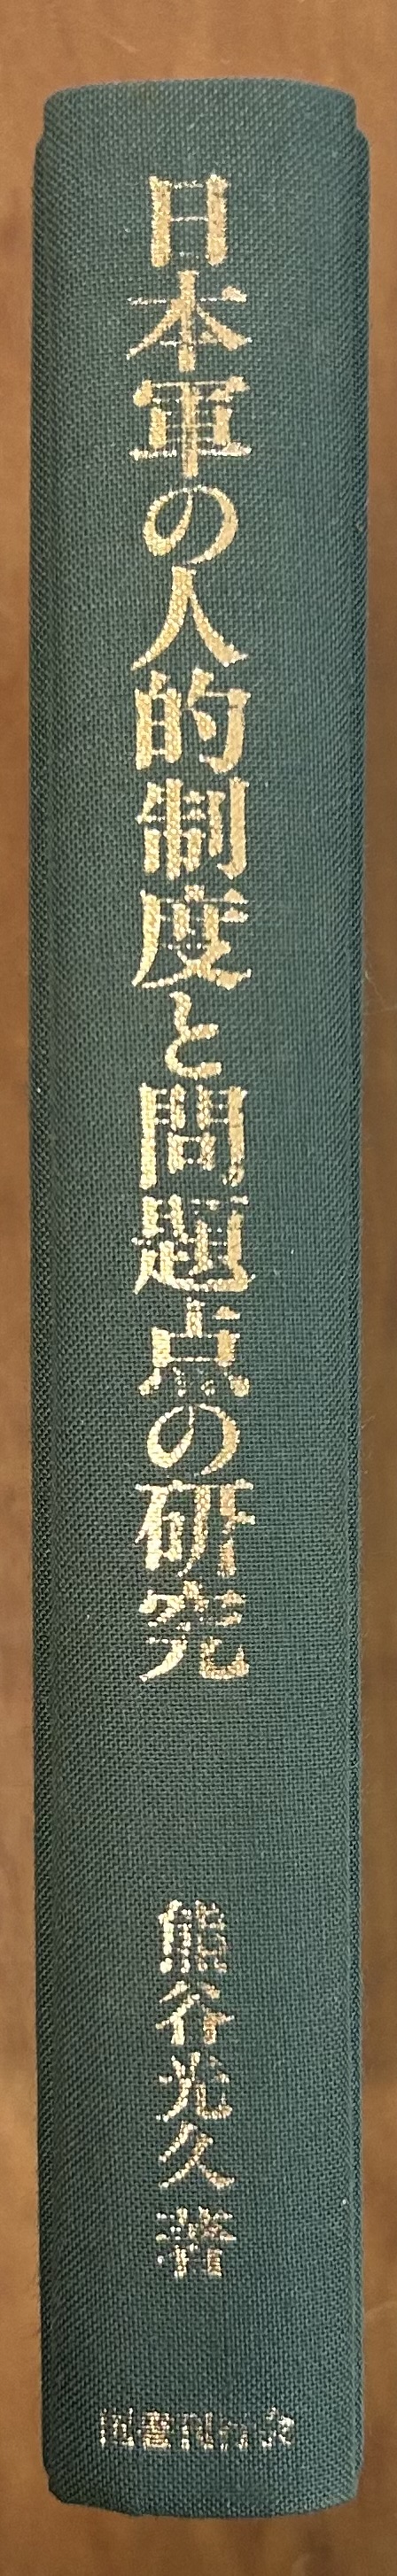 日本軍の人的制度と問題点の研究
熊谷光久 著
国書刊行会